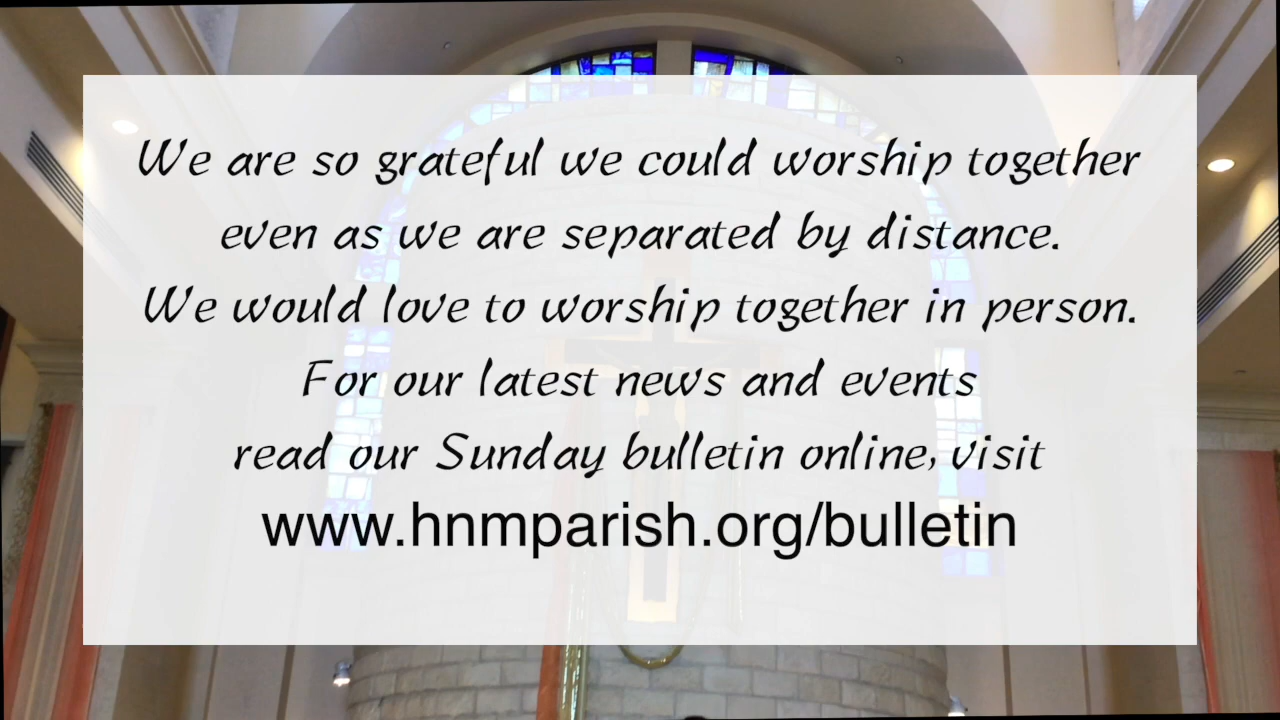 We are so grateful we could worship together
even as we are separated by distance.
We would love to worship together in person.
For our latest news and events
read our Sunday bulletin online, visit
www.hnmparish.org/bulletin